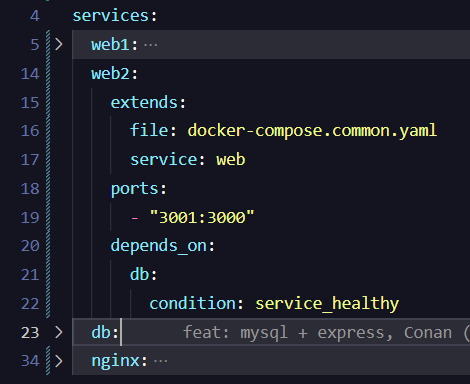 4 services:
5 web1: ...
14 web2:
15 extends:
16 file: docker-compose.common.yaml
17 service: web
18 ports:
19 - "3001:3000"
20 depends_on:
21 db:
22 condition: service_healthy
23 db: feat: mysql + express, Conan (
34 nginx: ...